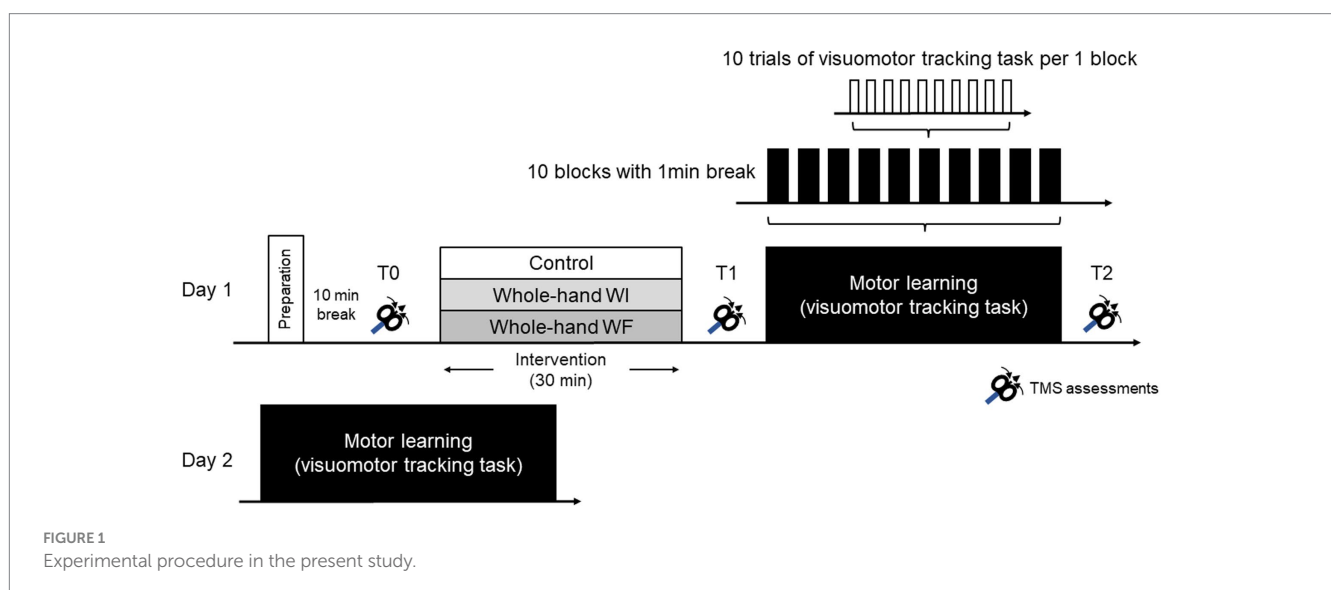 10 trials of visuomotor tracking task per 1 block
10 blocks with 1min break
Day 1
Preparation
10 min
break
T0
Control
Whole-hand WI
Whole-hand WF
Intervention
(30 min)
T1
Motor learning
(visuomotor tracking task)
T2
TMS assessments
Day 2
Motor learning
(visuomotor tracking task)
FIGURE 1
Experimental procedure in the present study.